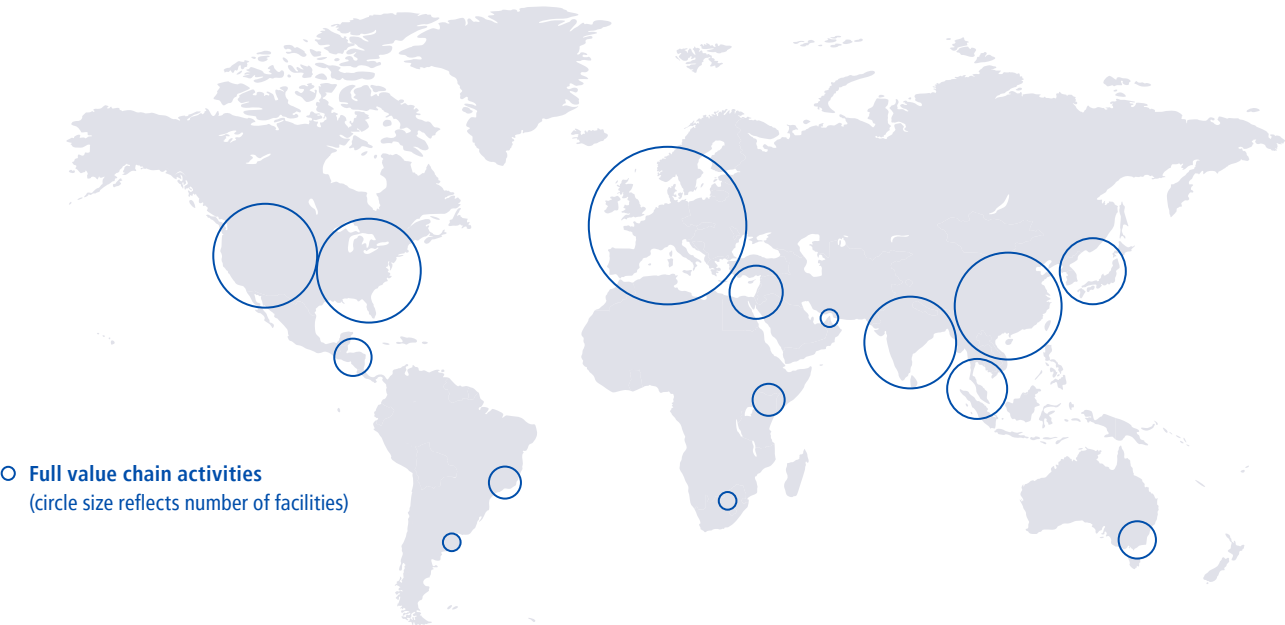 Full value chain activities
(circle size reflects number of facilities)